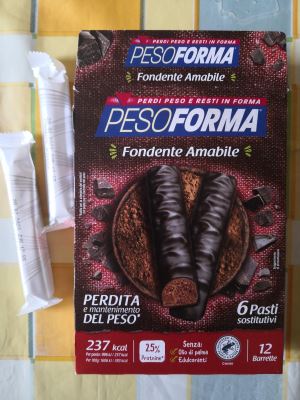 PERDI PESO E RESTI IN FORMA
PESOFORMA
Fondente Amabile
PERDI PESO E RESTI IN FORMA
PESOFORMA
Fondente Amabile
PERDITA
e mantenimento
DEL PESO*
6 Pasti
sostitutivi
237 kcal
25%
Proteine
Senza:
Olio di palma
Edulcoranti
12
Barrette